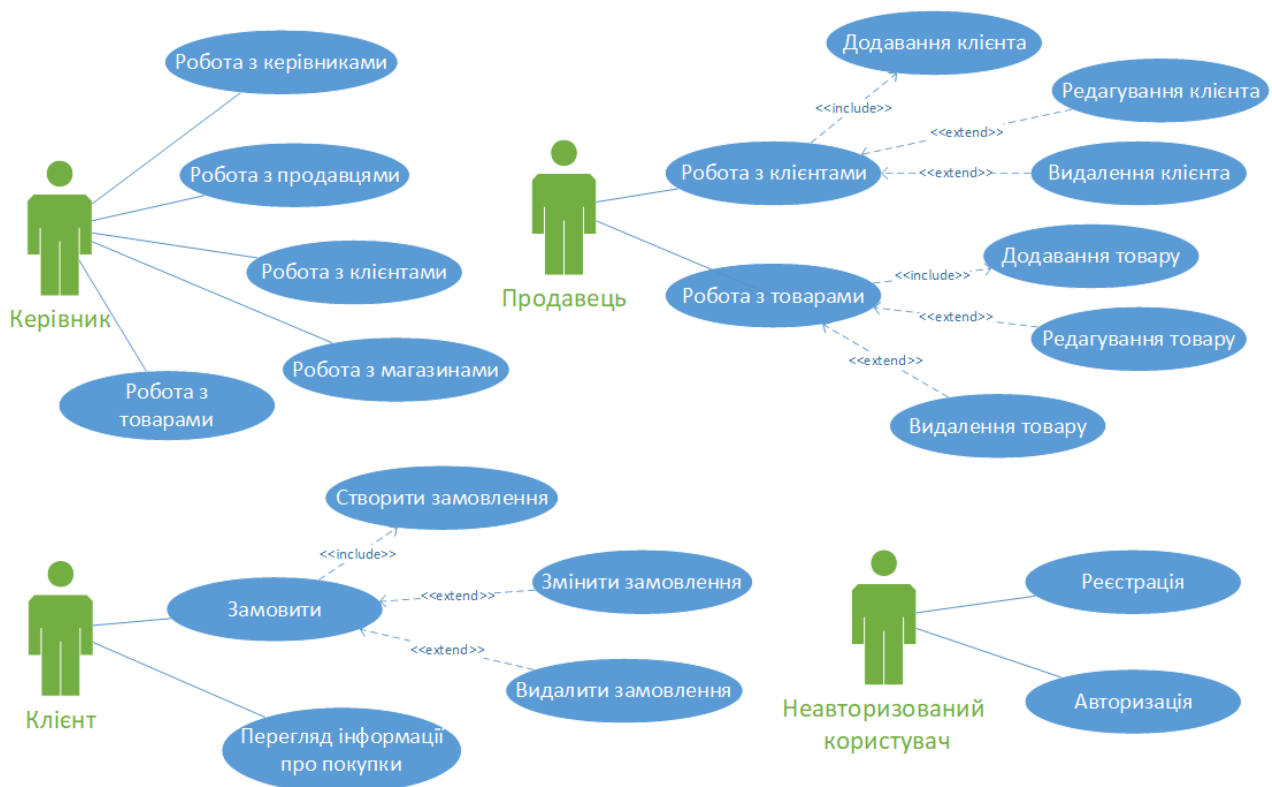 Робота з керівниками
Робота з продавцями
Робота з клієнтами
Робота з магазинами
Робота з
товарами
Керівник
Додавання клієнта
<<include>>
Редагування клієнта
<<extend>>
Робота з клієнтами
<<extend>>
Видалення клієнта
Продавець
Додавання товару
<<include>>
Робота з товарами
<<extend>>
Редагування товару
<<extend>>
Видалення товару
Створити замовлення
<<include>>
Замовити
<<extend>>
Змінити замовлення
<<extend>>
Видалити замовлення
Клієнт
Перегляд інформації
про покупки
Реєстрація
Авторизація
Неавторизований
користувач